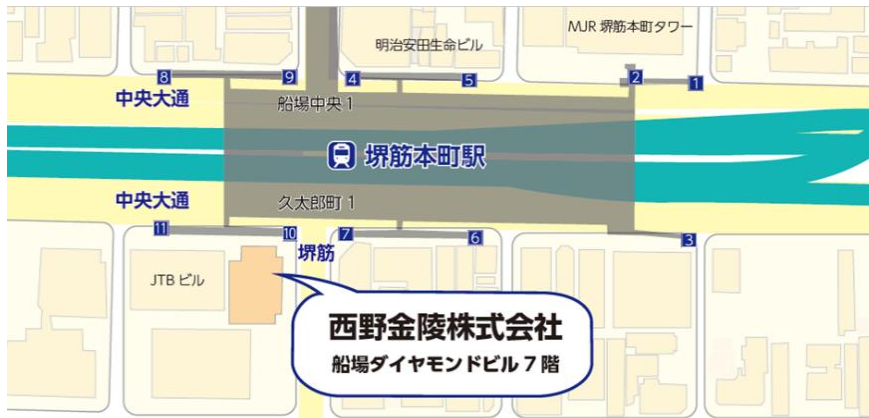 明治安田生命ビル
MJR 堺筋本町タワー
8
9
4
5
2
1
中央大通
船場中央 1
堺筋本町駅
中央大通
久太郎町 1
11
10
7
6
3
堺筋
JTB ビル
西野金陵株式会社
船場ダイヤモンドビル 7 階